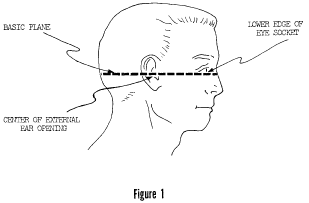 BASIC PLANE
LOWER EDGE OF
EYE SOCKET
CENTER OF EXTERNAL
EAR OPENING
Figure 1